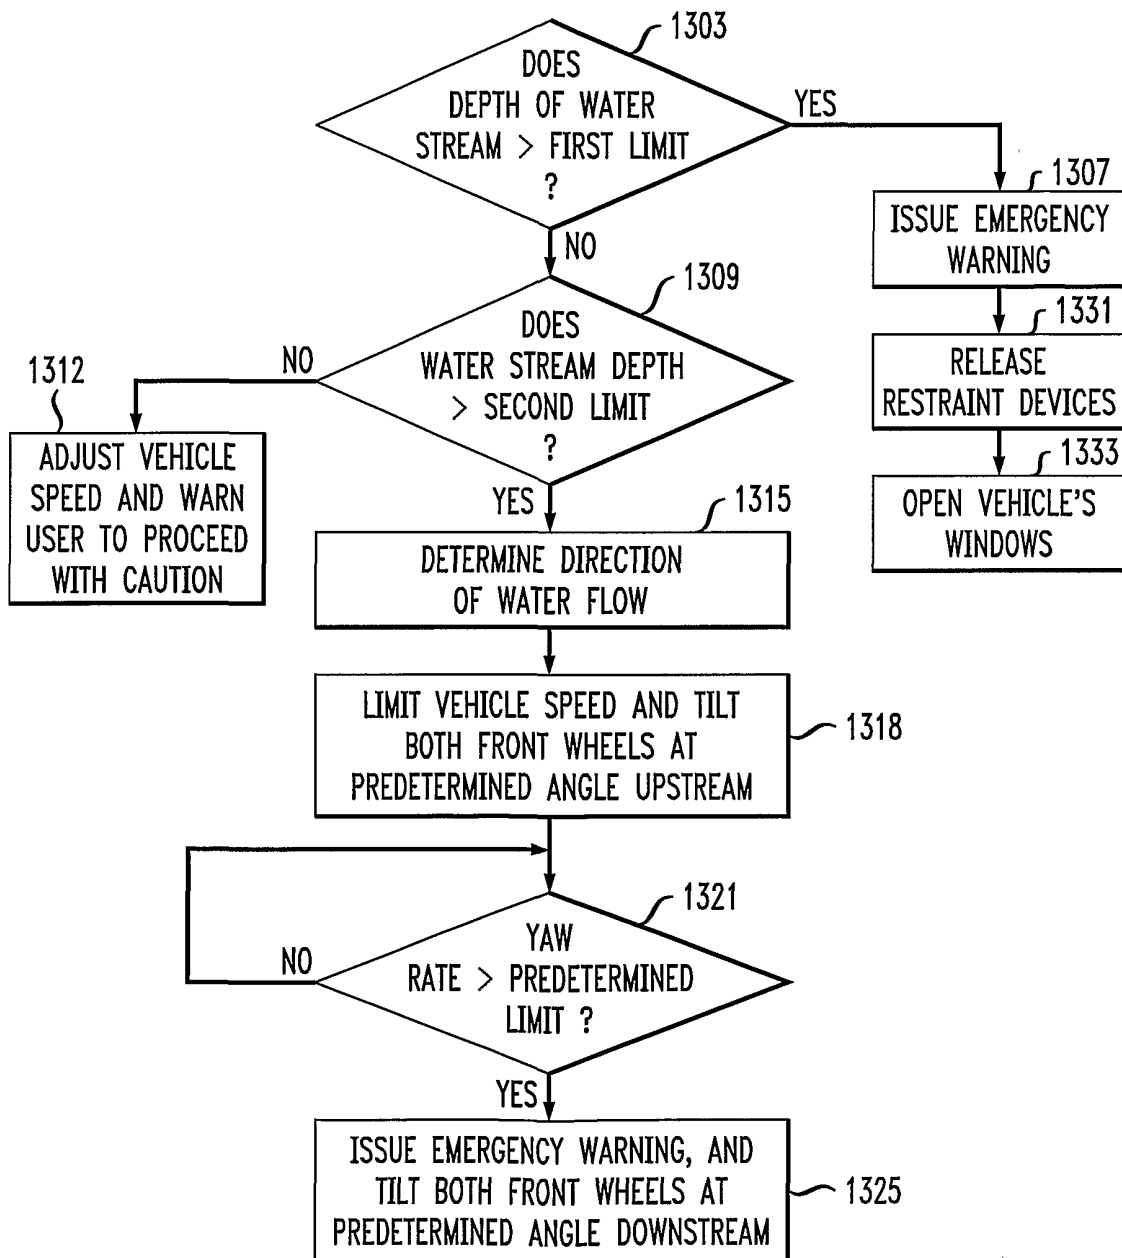 1303
DOES
DEPTH OF WATER
STREAM > FIRST LIMIT
?
YES
NO
1307
ISSUE EMERGENCY
WARNING
1331
RELEASE
RESTRAINT DEVICES
1333
OPEN VEHICLE'S
WINDOWS
1309
DOES
WATER STREAM DEPTH
> SECOND LIMIT
?
NO
YES
1312
ADJUST VEHICLE
SPEED AND WARN
USER TO PROCEED
WITH CAUTION
1315
DETERMINE DIRECTION
OF WATER FLOW
LIMIT VEHICLE SPEED AND TILT
BOTH FRONT WHEELS AT
PREDETERMINED ANGLE UPSTREAM
1318
1321
YAW
RATE > PREDETERMINED
LIMIT ?
NO
YES
ISSUE EMERGENCY WARNING, AND
TILT BOTH FRONT WHEELS AT
PREDETERMINED ANGLE DOWNSTREAM
1325